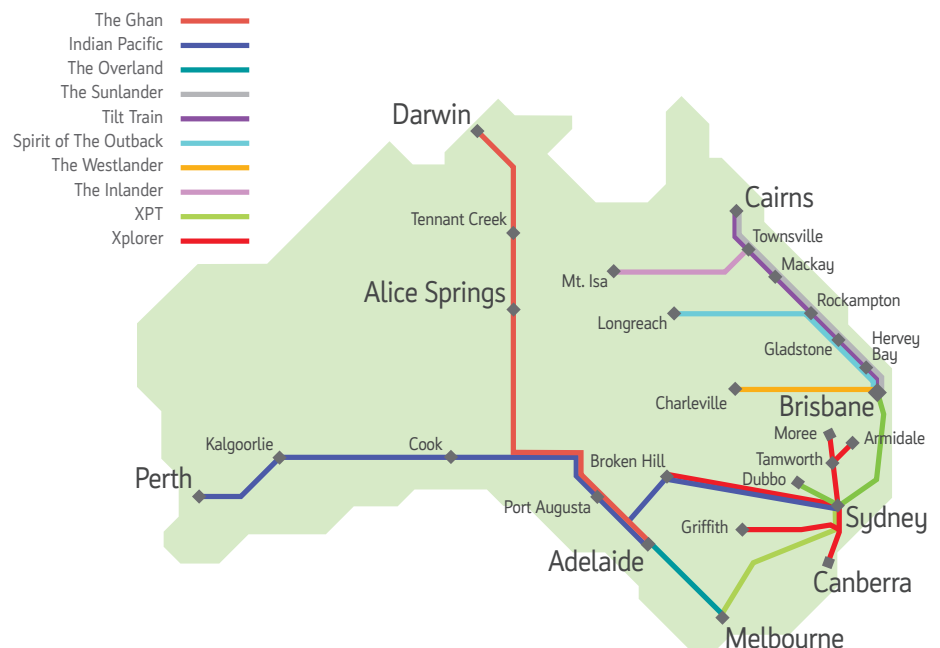 The Ghan
Indian Pacific
The Overland
The Sunlander
Tilt Train
Spirit of The Outback
The Westlander
The Inlander
XPT
Xplorer
Darwin
Tennant Creek
Alice Springs
Cairns
Townsville
Mackay
Mt. Isa
Rockampton
Longreach
Gladstone
Hervey
Bay
Charleville
Brisbane
Moree
Armidale
Tamworth
Dubbo
Kalgoorlie
Cook
Broken Hill
Perth
Port Augusta
Sydney
Griffith
Adelaide
Canberra
Melbourne